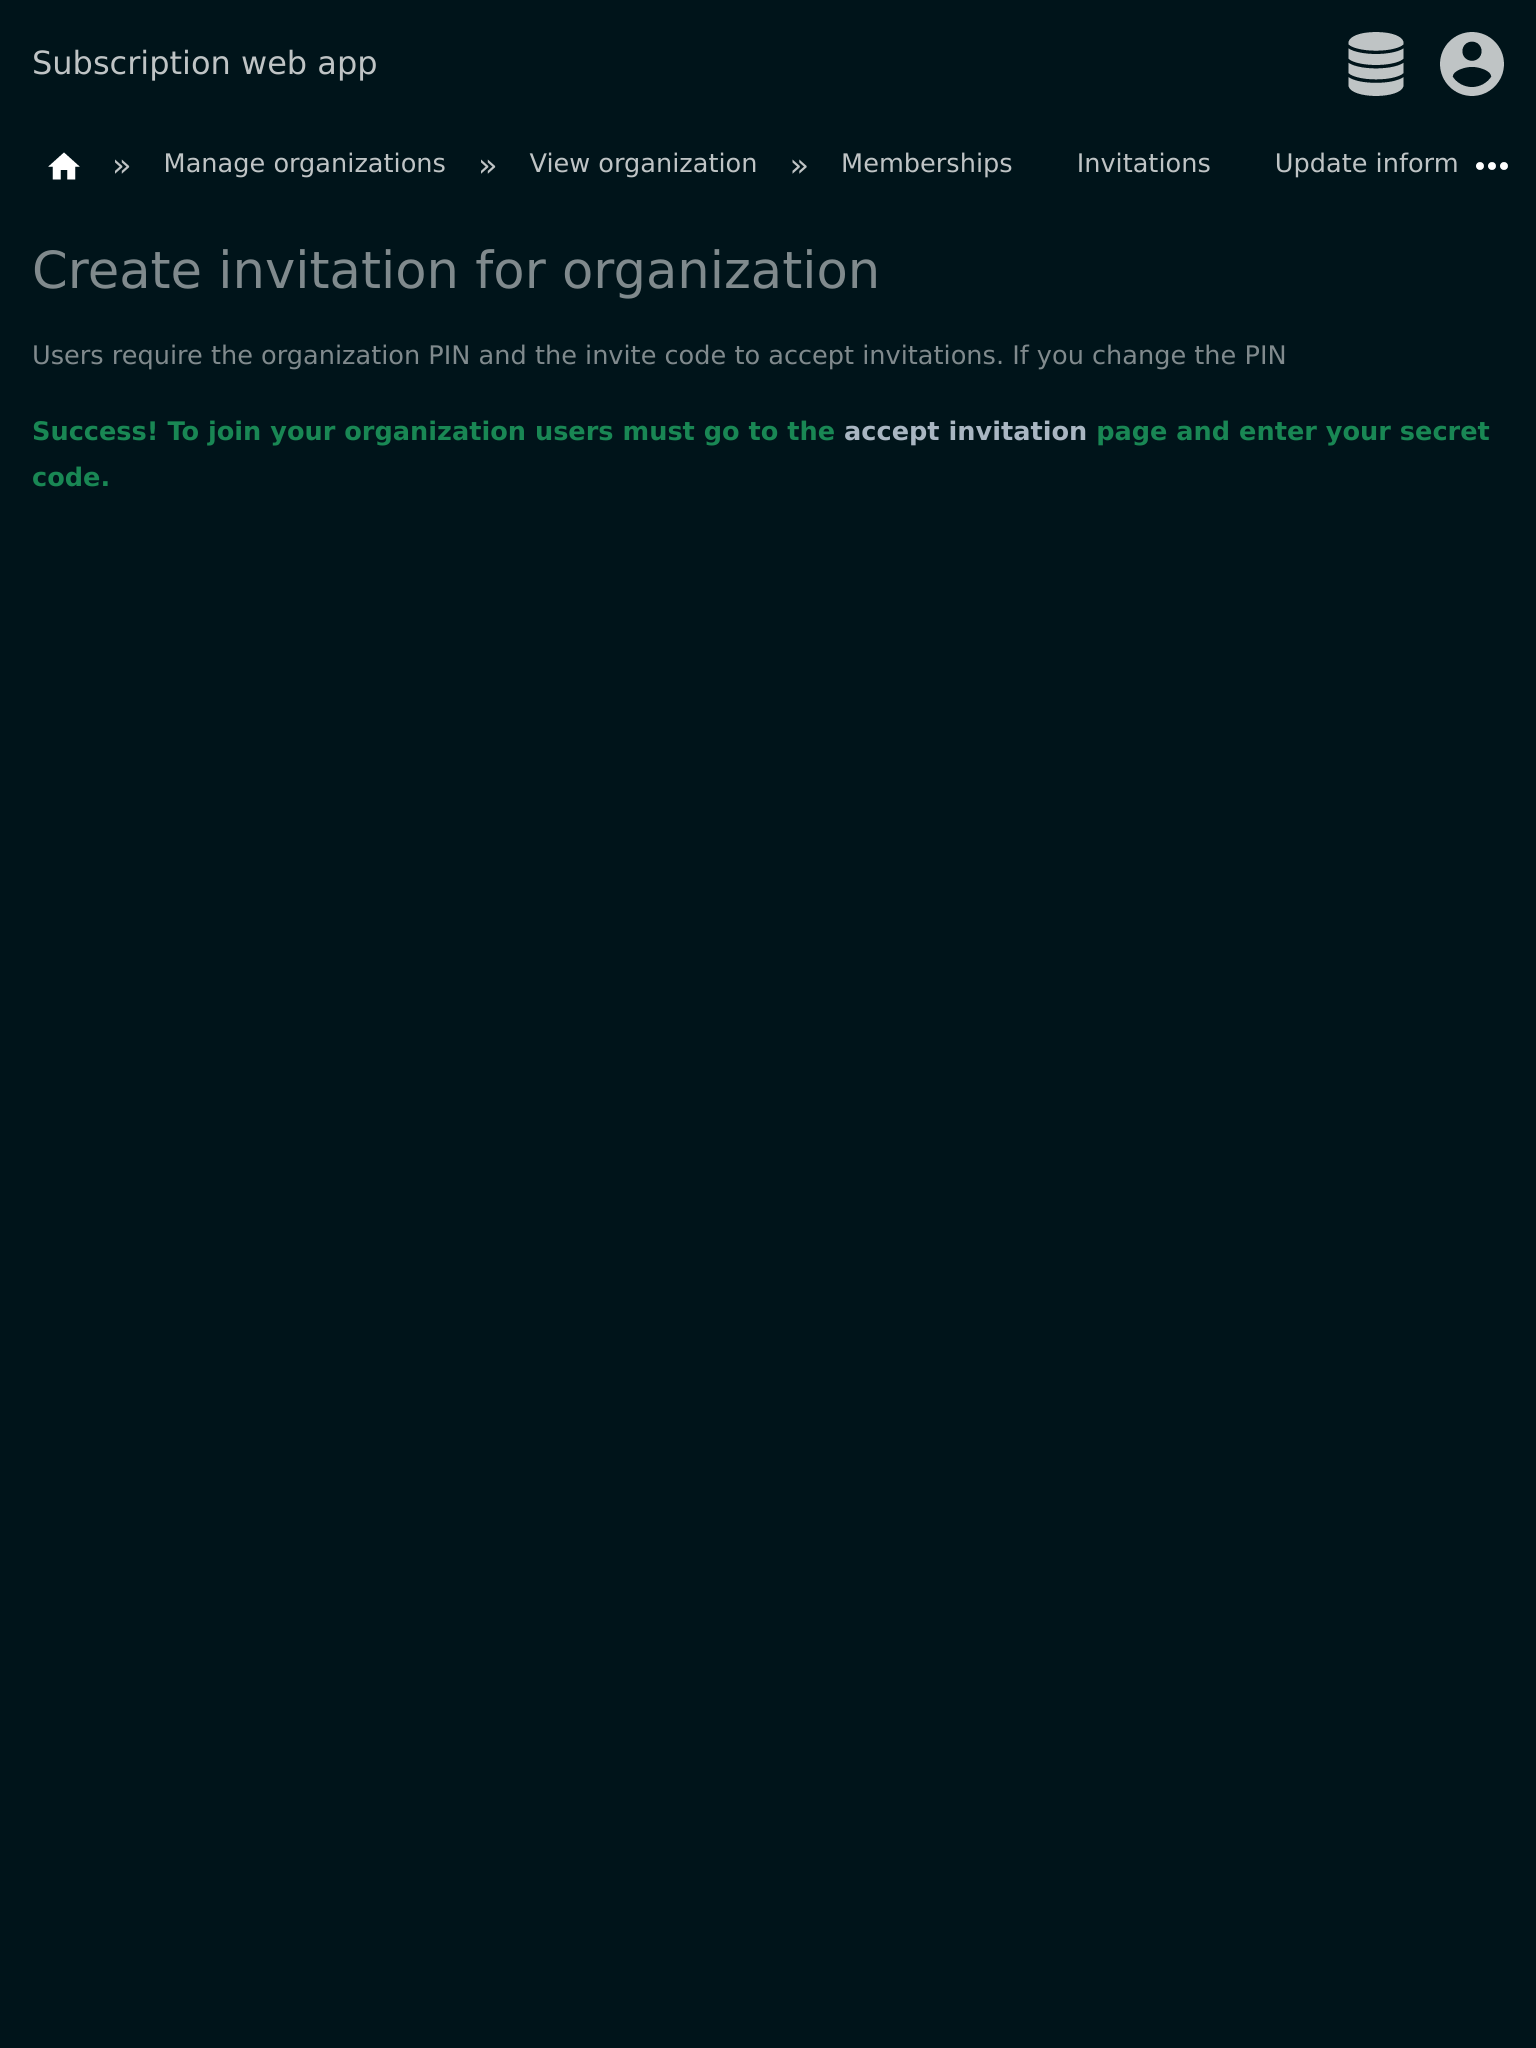 Subscription web app
» Manage organizations » View organization » Memberships Invitations Update inform
Create invitation for organization
Users require the organization PIN and the invite code to accept invitations. If you change the PIN
Success! To join your organization users must go to the accept invitation page and enter your secret
code.